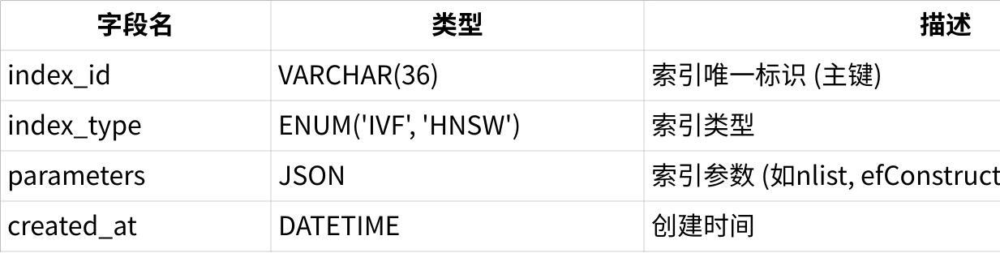 字段名 类型 描述
index_id VARCHAR(36) 索引唯一标识 (主键)
index_type ENUM('IVF', 'HNSW') 索引类型
parameters JSON 索引参数 (如nlist, efConstruct
created_at DATETIME 创建时间